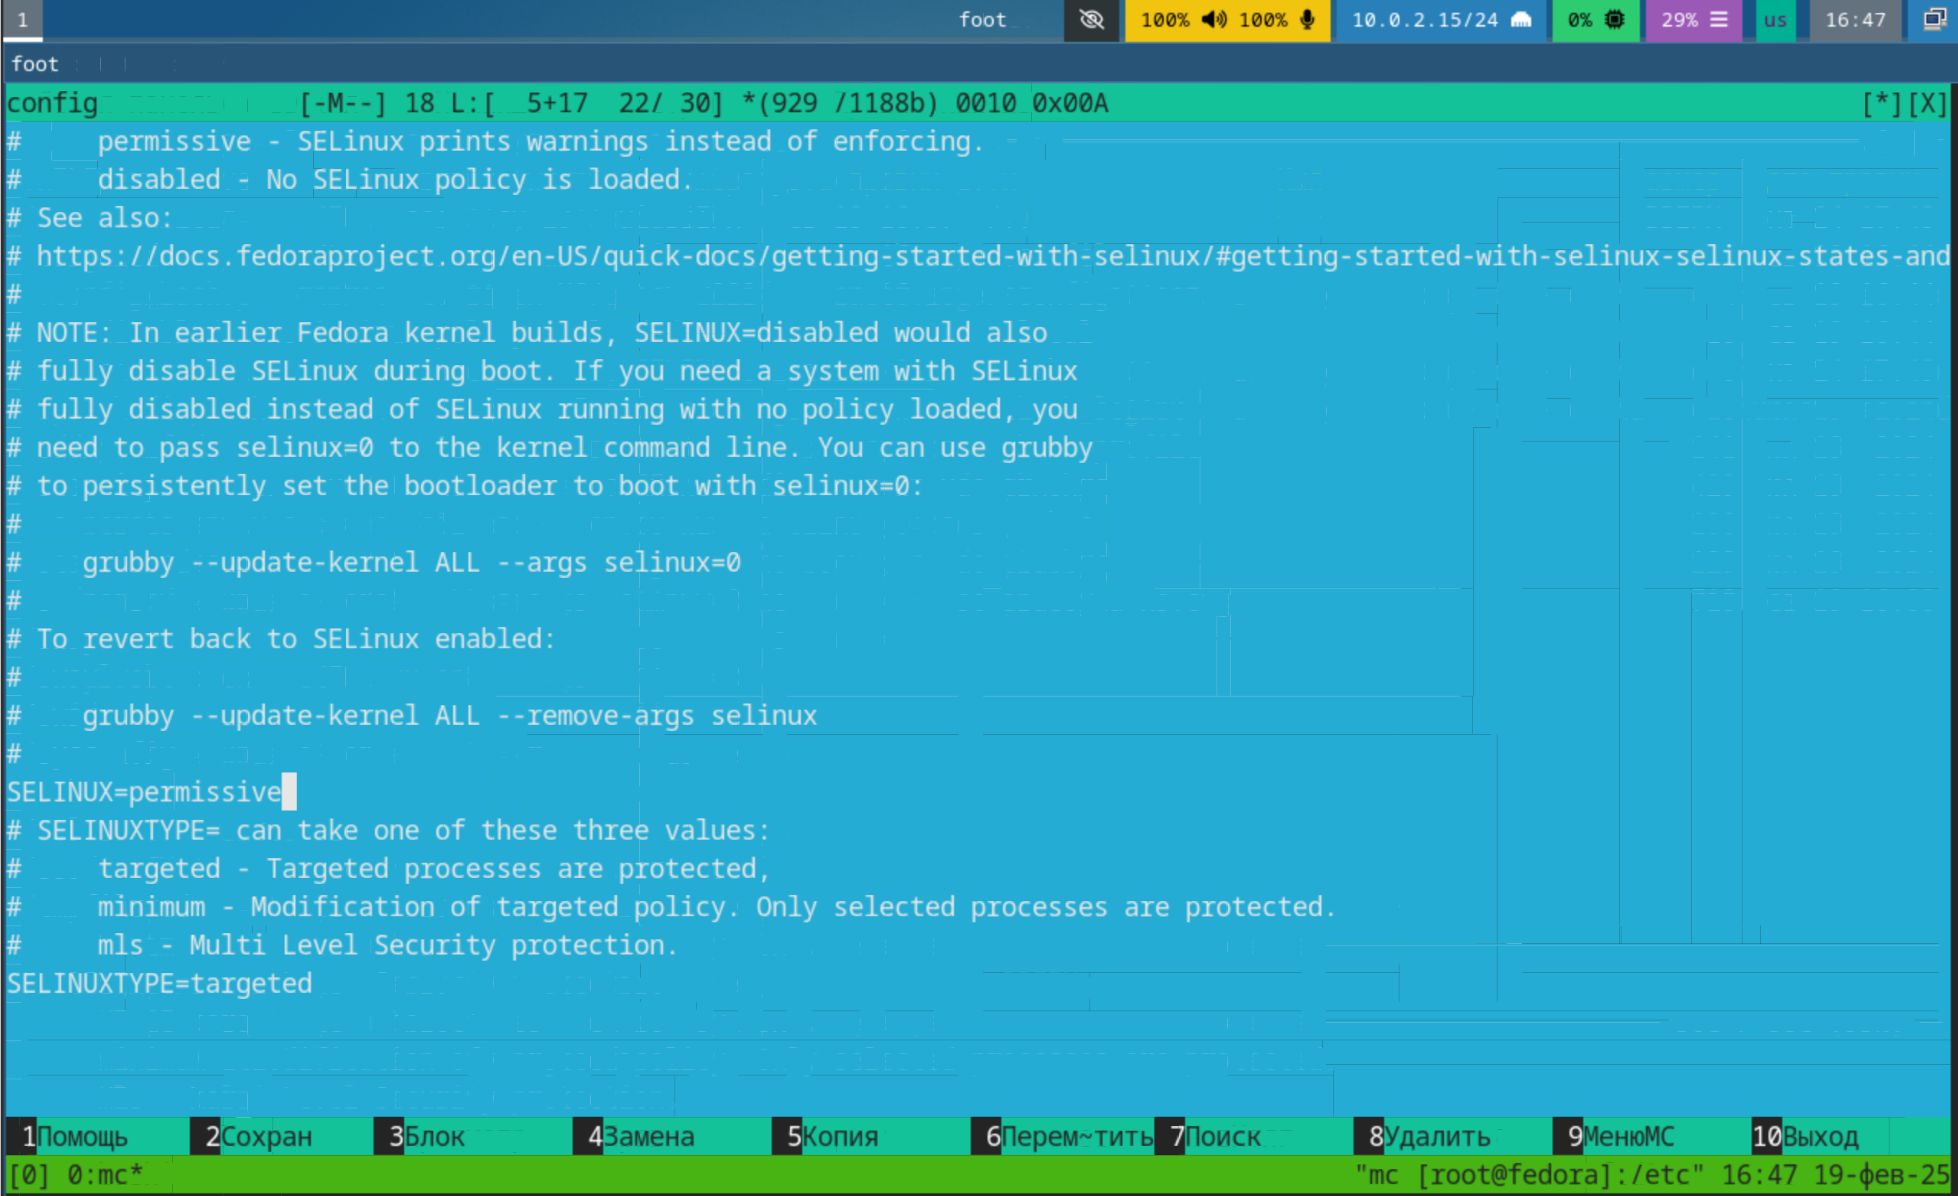 1 foot 100% 100% 10.0.2.15/24 0% 29% us 16:47
foot
config [-M--] 18 L:[ 5+17 22/ 30] *(929 /1188b) 0010 0x00A [*][X]
# permissive - SELinux prints warnings instead of enforcing.
# disabled - No SELinux policy is loaded.
# See also:
# https://docs.fedoraproject.org/en-US/quick-docs/getting-started-with-selinux/#getting-started-with-selinux-selinux-states-and
#
# NOTE: In earlier Fedora kernel builds, SELINUX=disabled would also
# fully disable SELinux during boot. If you need a system with SELinux
# fully disabled instead of SELinux running with no policy loaded, you
# need to pass selinux=0 to the kernel command line. You can use grubby
# to persistently set the bootloader to boot with selinux=0:
#
# grubby --update-kernel ALL --args selinux=0
#
# To revert back to SELinux enabled:
#
# grubby --update-kernel ALL --remove-args selinux
#
SELINUX=permissive
# SELINUXTYPE= can take one of these three values:
# targeted - Targeted processes are protected,
# minimum - Modification of targeted policy. Only selected processes are protected.
# mls - Multi Level Security protection.
SELINUXTYPE=targeted
1Помощь 2Сохран 3Блок 4Замена 5Копия 6Перем~тить 7Поиск 8Удалить 9МенюMC 10Выход
[0] 0:mc* "mc [root@fedora]:/etc" 16:47 19-фев-25